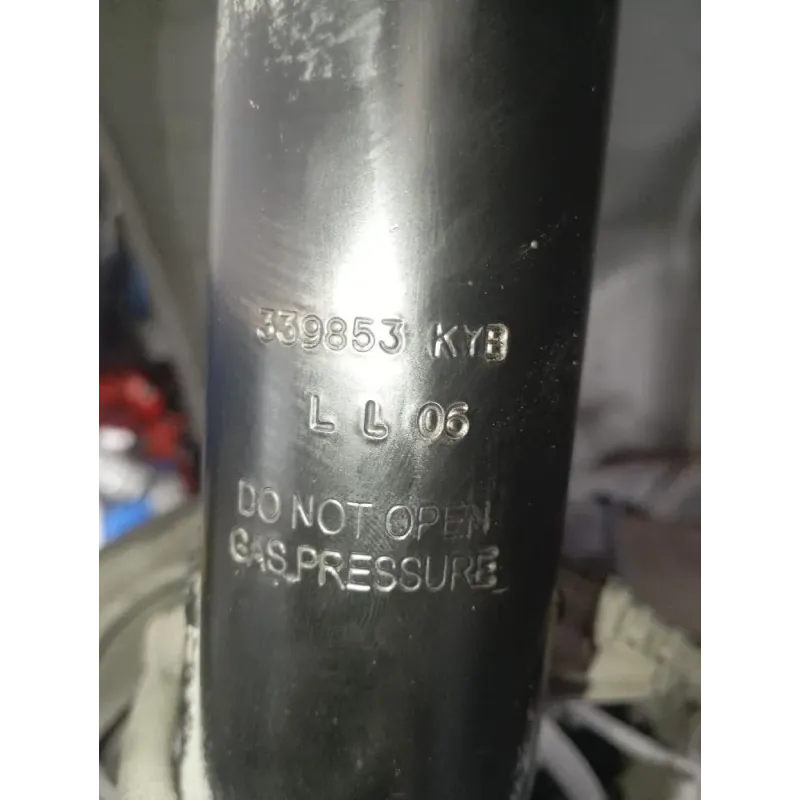 339853 KYB
L L 06
DO NOT OPEN
GAS PRESSURE